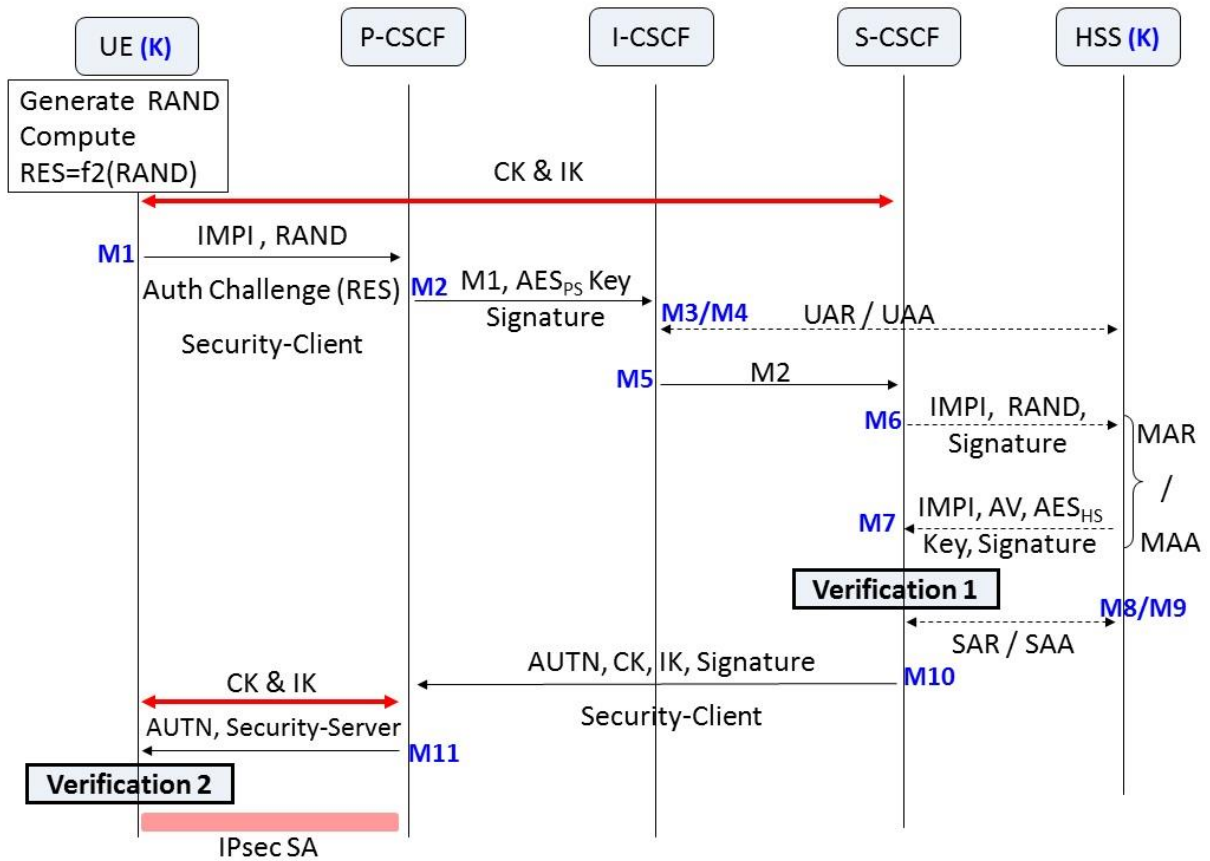 UE (K)
P-CSCF
I-CSCF
S-CSCF
HSS (K)
Generate RAND
Compute
RES=f2(RAND)
CK & IK
M1
IMPI , RAND
Auth Challenge (RES)
Security-Client
M2
M1, AESPS Key
Signature
M3/M4
UAR / UAA
M5
M2
M6
IMPI, RAND,
Signature
MAR
/
MAA
M7
IMPI, AV, AESHS
Key, Signature
Verification 1
M8/M9
SAR / SAA
AUTN, CK, IK, Signature
M10
Security-Client
CK & IK
AUTN, Security-Server
M11
Verification 2
IPsec SA